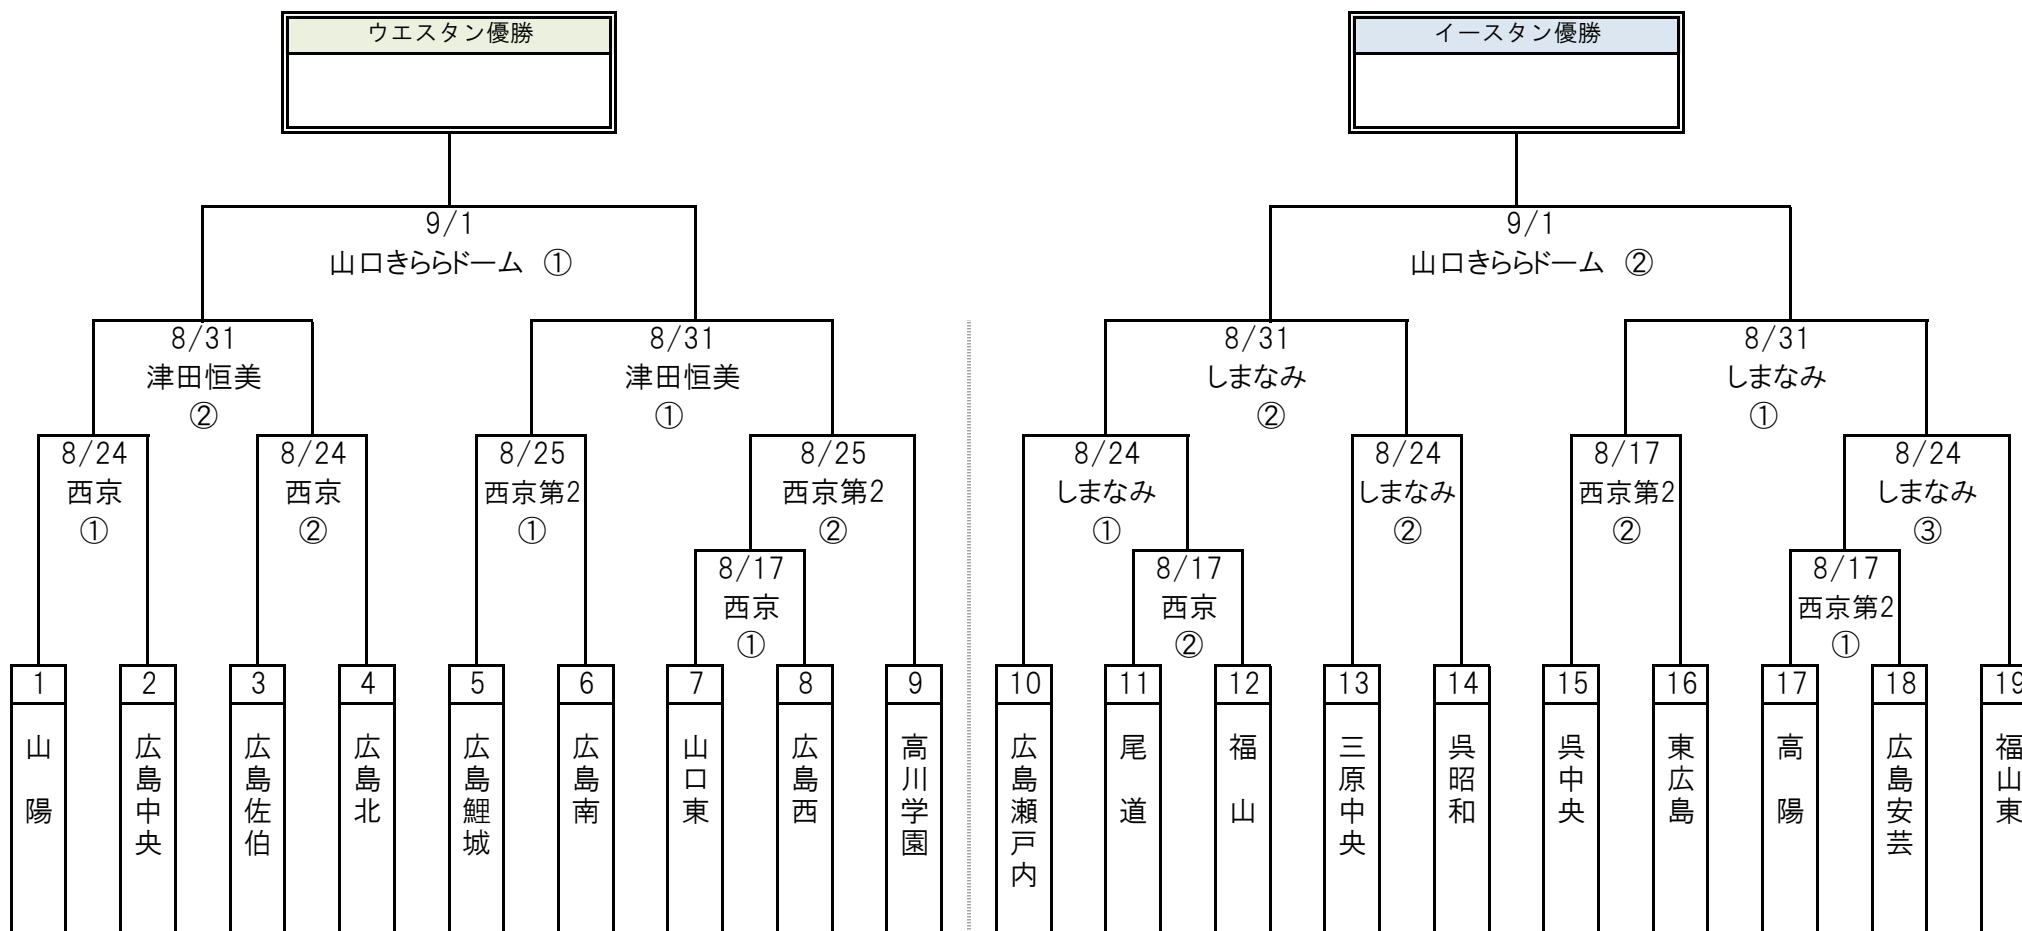 ウエスタン優勝
イースタン優勝
9/1
山口きららドーム ①
9/1
山口きららドーム ②
8/31
津田恒美
②
8/31
津田恒美
①
8/31
しまなみ
②
8/31
しまなみ
①
8/24
西京
①
8/24
西京
②
8/25
西京第2
①
8/25
西京第2
②
8/24
しまなみ
①
8/24
しまなみ
②
8/17
西京第2
②
8/24
しまなみ
③
8/17
西京
①
8/17
西京
②
8/17
西京第2
①
1
山陽
2
広島中央
3
広島佐伯
4
広島北
5
広島鯉城
6
広島南
7
山口東
8
広島西
9
高川学園
10
広島瀬戸内
11
尾道
12
福山
13
三原中央
14
呉昭和
15
呉中央
16
東広島
17
高陽
18
広島安芸
19
福山東